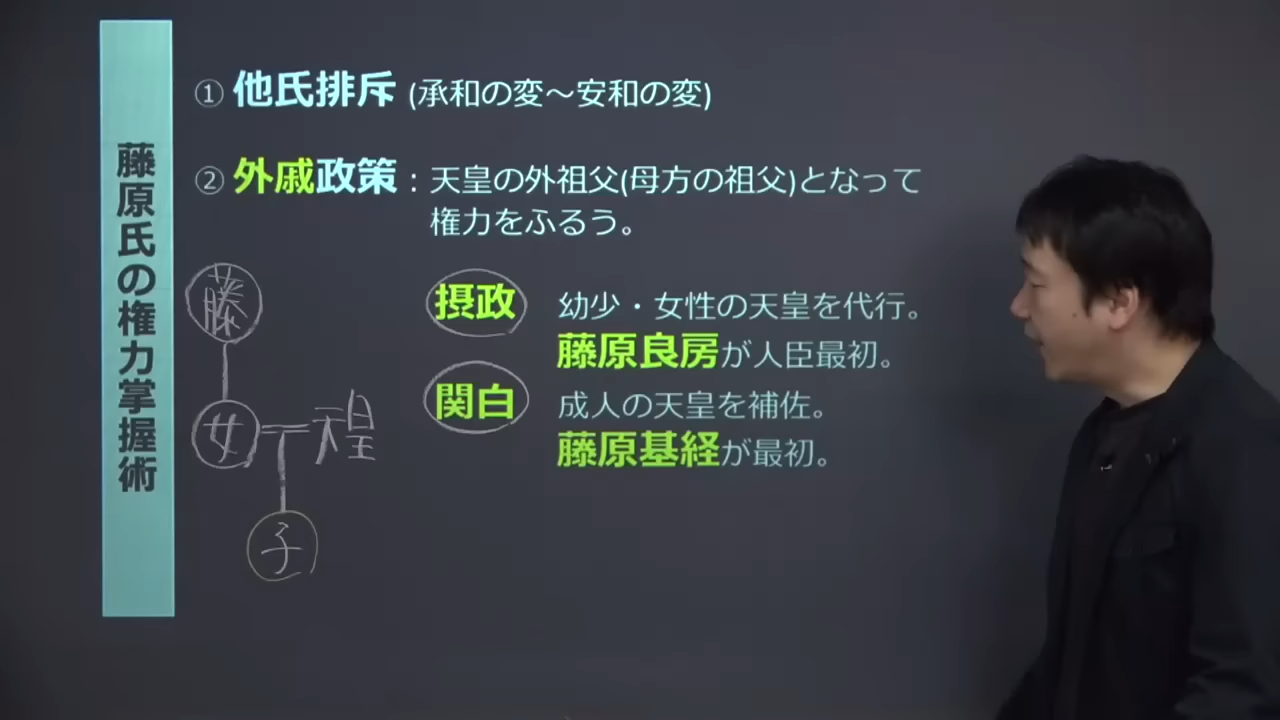 藤原氏の権力掌握術
① 他氏排斥 (承和の変～安和の変)
② 外戚政策：天皇の外祖父(母方の祖父)となって
権力をふるう。
摂政 幼少・女性の天皇を代行。
藤原良房が人臣最初。
関白 成人の天皇を補佐。
藤原基経が最初。
藤
女 天皇
子